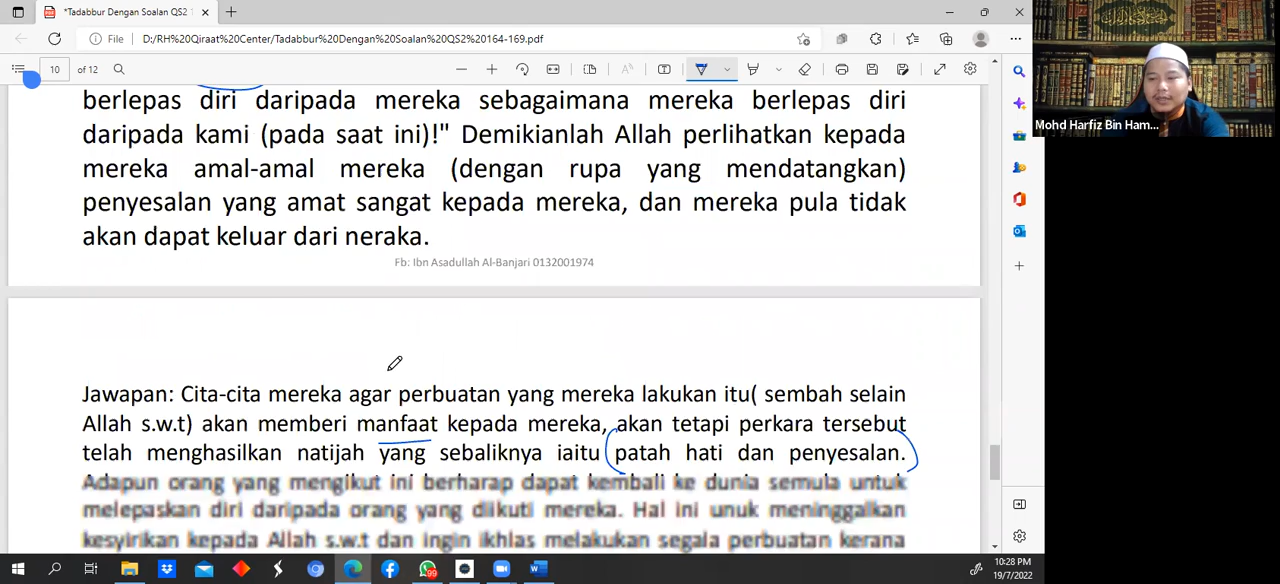 *Tadabbur Dengan Soalan QS2
File
D:/RH%20Qiraat%20Center/Tadabbur%20Dengan%20Soalan%20QS2%20164-169.pdf
10 of 12
berlepas diri daripada mereka sebagaimana mereka berlepas diri
daripada kami (pada saat ini)!" Demikianlah Allah perlihatkan kepada
mereka amal-amal mereka (dengan rupa yang mendatangkan)
penyesalan yang amat sangat kepada mereka, dan mereka pula tidak
akan dapat keluar dari neraka.
Fb: Ibn Asadullah Al-Banjari 0132001974
Jawapan: Cita-cita mereka agar perbuatan yang mereka lakukan itu( sembah selain
Allah s.w.t) akan memberi manfaat kepada mereka, akan tetapi perkara tersebut
telah menghasilkan natijah yang sebaliknya iaitu patah hati dan penyesalan.
Adapun orang yang mengikut ini berharap dapat kembali ke dunia semula untuk
melepaskan diri daripada orang yang diikuti mereka. Hal ini unuk meninggalkan
kesyirikan kepada Allah s.w.t dan ingin ikhlas melakukan segala perbuatan kerana
Mohd Harfiz Bin Ham...
99
10:28 PM
19/7/2022